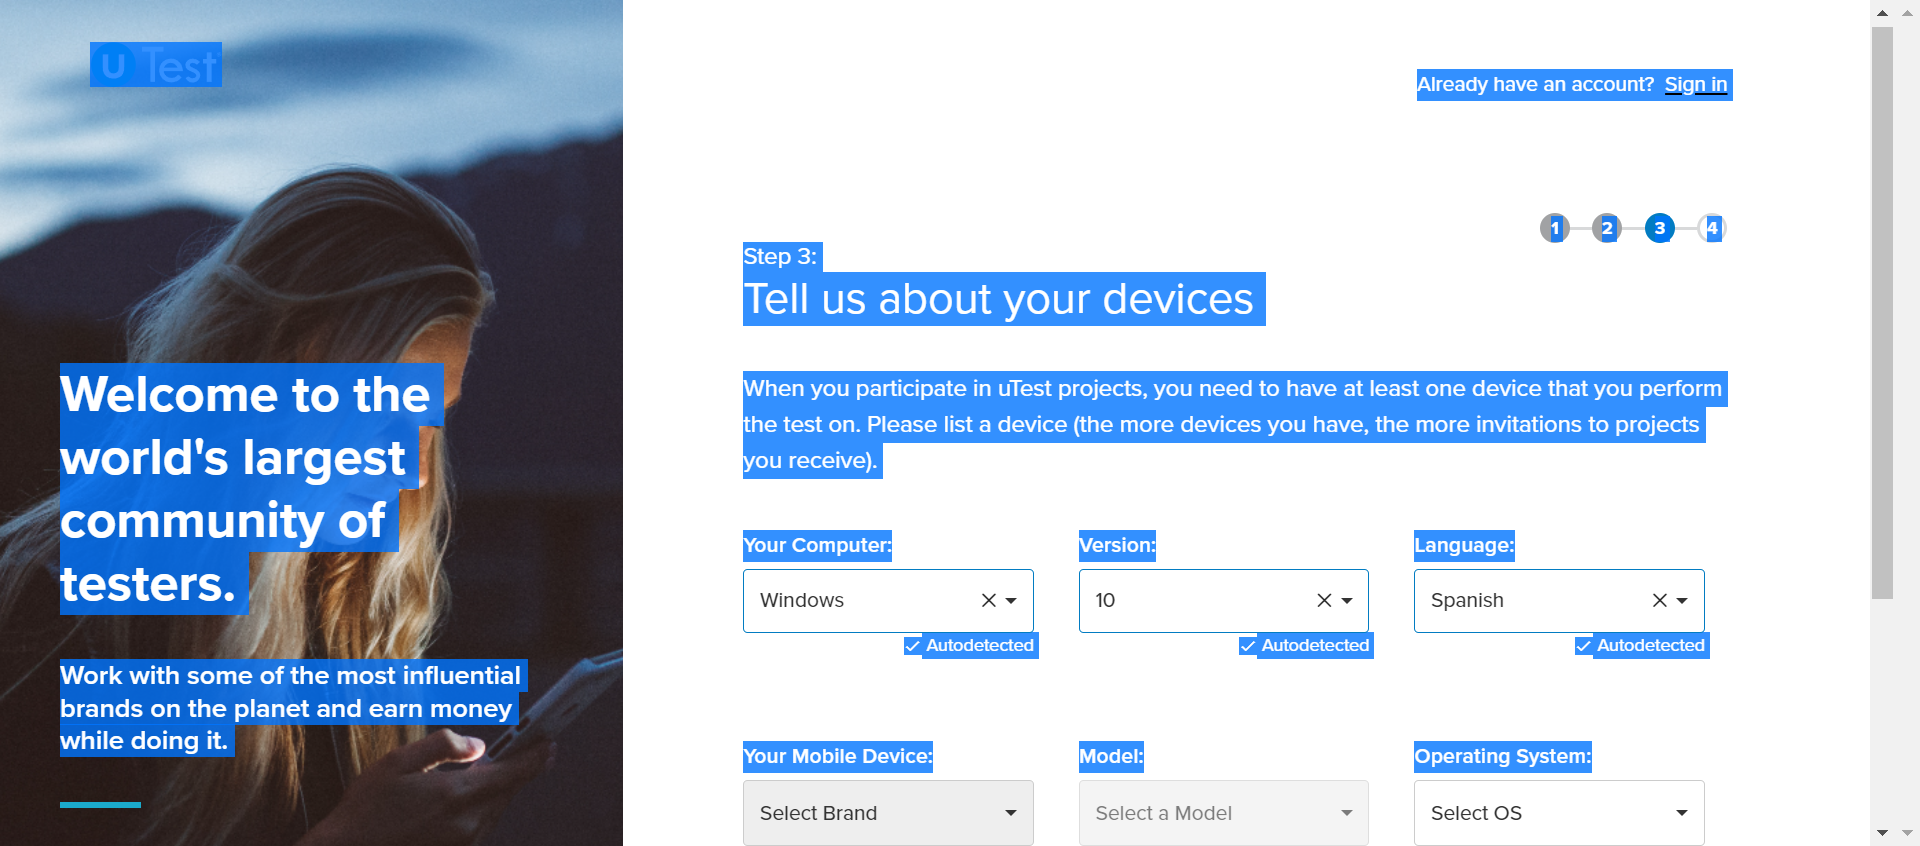 u Test
Welcome to the
world's largest
community of
testers.
Work with some of the most influential
brands on the planet and earn money
while doing it.
Already have an account? Sign in
1 2 3 4
Step 3:
Tell us about your devices
When you participate in uTest projects, you need to have at least one device that you perform
the test on. Please list a device (the more devices you have, the more invitations to projects
you receive).
Your Computer: Version: Language:
Windows 10 Spanish
Autodetected Autodetected Autodetected
Your Mobile Device: Model: Operating System:
Select Brand Select a Model Select OS